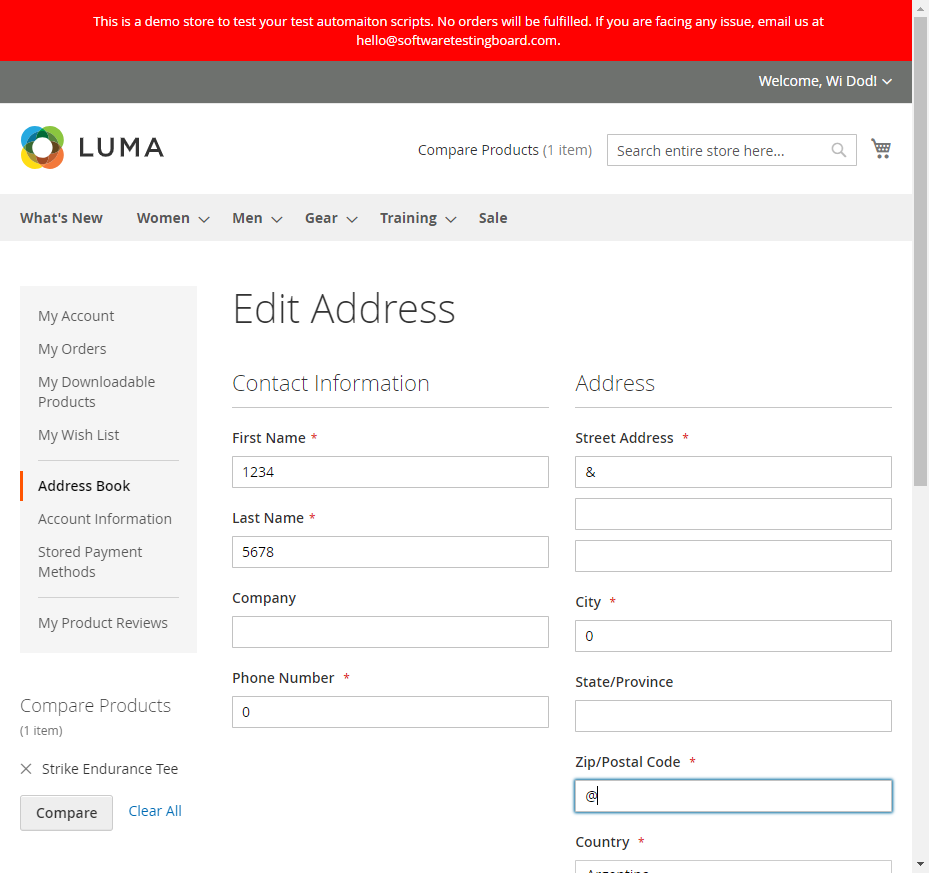 This is a demo store to test your test automaiton scripts. No orders will be fulfilled. If you are facing any issue, email us at
hello@softwaretestingboard.com.
Welcome, Wi Dod!
LUMA
Compare Products (1 item)
Search entire store here...
What's New Women Men Gear Training Sale
My Account
My Orders
My Downloadable
Products
My Wish List
Address Book
Account Information
Stored Payment
Methods
My Product Reviews
Compare Products
(1 item)
Strike Endurance Tee
Compare Clear All
Edit Address
Contact Information
First Name *
1234
Last Name *
5678
Company
Phone Number *
0
Address
Street Address *
&
City *
0
State/Province
Zip/Postal Code *
@
Country *
Argentina